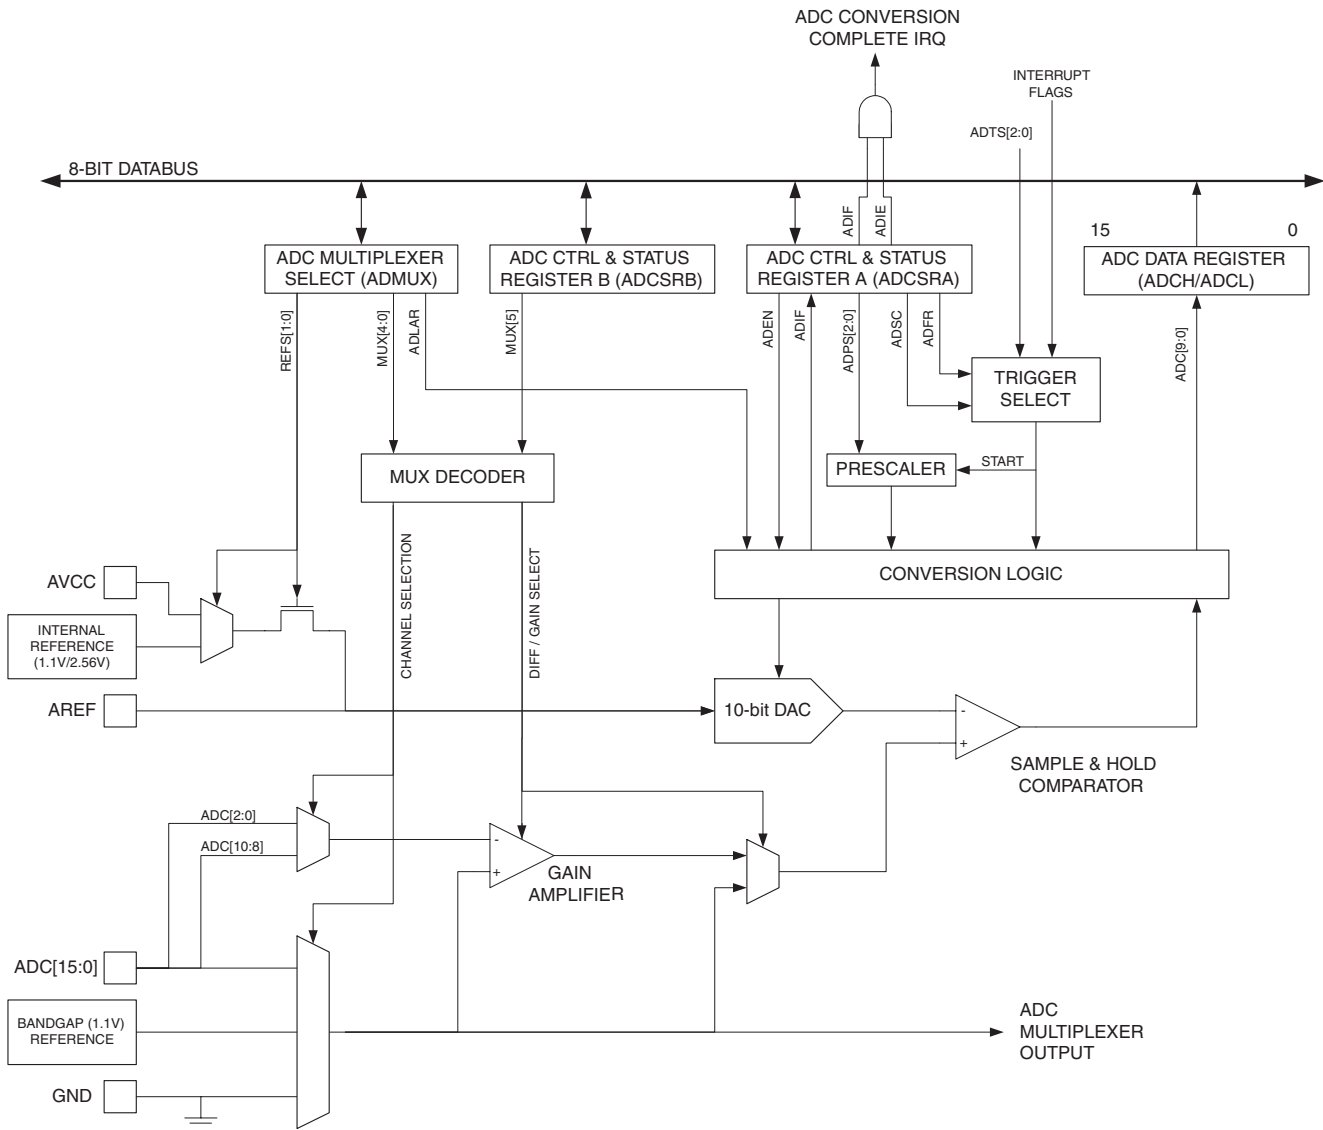 ADC CONVERSION
COMPLETE IRQ
INTERRUPT
FLAGS
ADTS[2:0]
8-BIT DATABUS
ADIF
ADIE
15
0
ADC MULTIPLEXER
SELECT (ADMUX)
ADC CTRL & STATUS
REGISTER B (ADCSRB)
ADC CTRL & STATUS
REGISTER A (ADCSRA)
ADC DATA REGISTER
(ADCH/ADCL)
REFS[1:0]
MUX[4:0]
ADLAR
MUX[5]
ADEN
ADIF
ADPS[2:0]
ADSC
ADFR
ADC[9:0]
TRIGGER
SELECT
MUX DECODER
PRESCALER
START
CHANNEL SELECTION
DIFF / GAIN SELECT
CONVERSION LOGIC
AVCC
INTERNAL
REFERENCE
(1.1V/2.56V)
AREF
10-bit DAC
-
+
SAMPLE & HOLD
COMPARATOR
ADC[2:0]
ADC[10:8]
-
+
GAIN
AMPLIFIER
ADC[15:0]
BANDGAP (1.1V)
REFERENCE
GND
ADC
MULTIPLEXER
OUTPUT